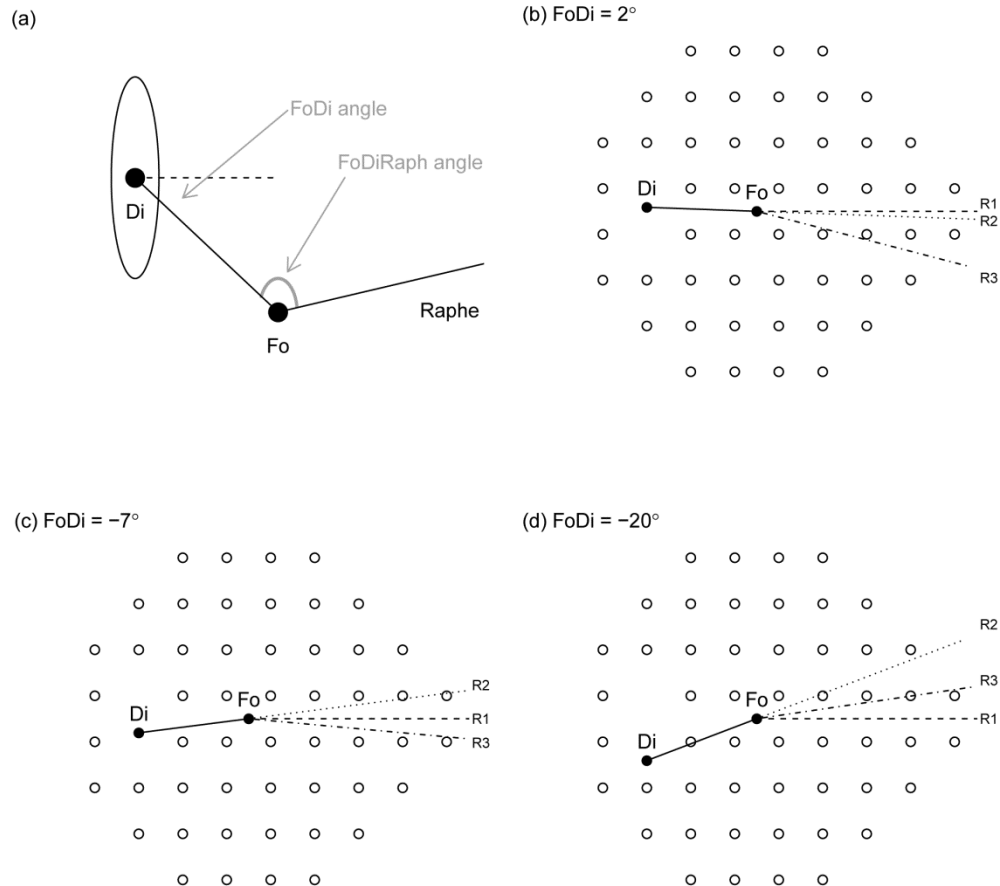 (a)
FoDi angle
FoDiRaph angle
Di
Raphe
Fo
(b) FoDi = 2°
Di
Fo
R1
R2
R3
(c) FoDi = −7°
Di
Fo
R2
R1
R3
(d) FoDi = −20°
R2
R3
Fo
R1
Di